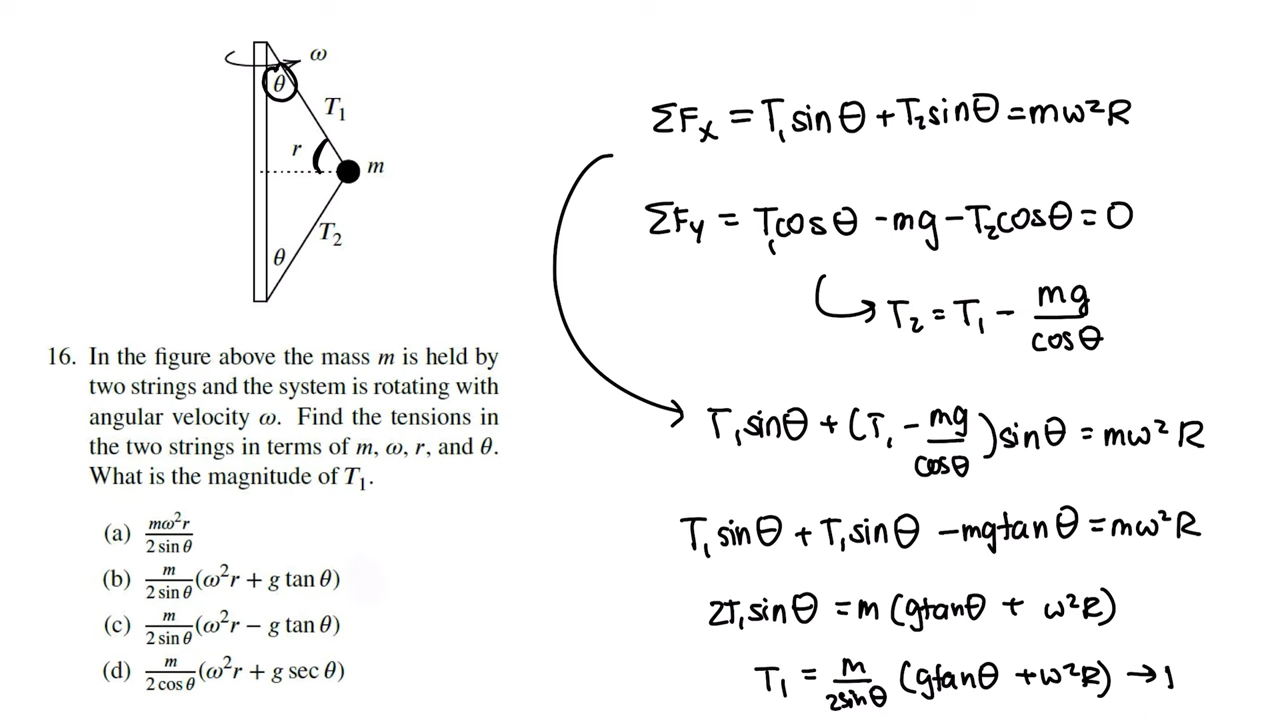 ω
θ
T₁
r
m
T₂
θ
16. In the figure above the mass m is held by
two strings and the system is rotating with
angular velocity ω. Find the tensions in
the two strings in terms of m, ω, r, and θ.
What is the magnitude of T₁.
(a) mω²r / 2 sin θ
(b) m / 2 sin θ (ω²r + g tan θ)
(c) m / 2 sin θ (ω²r − g tan θ)
(d) m / 2 cos θ (ω²r + g sec θ)
ΣFx = T₁ sin θ + T₂ sin θ = mω²R
ΣFy = T₁ cos θ - mg - T₂ cos θ = 0
T₂ = T₁ - mg / cos θ
T₁ sin θ + (T₁ - mg / cos θ) sin θ = mω²R
T₁ sin θ + T₁ sin θ - mg tan θ = mω²R
2T₁ sin θ = m (g tan θ + ω²R)
T₁ = m / 2 sin θ (g tan θ + ω²R) →